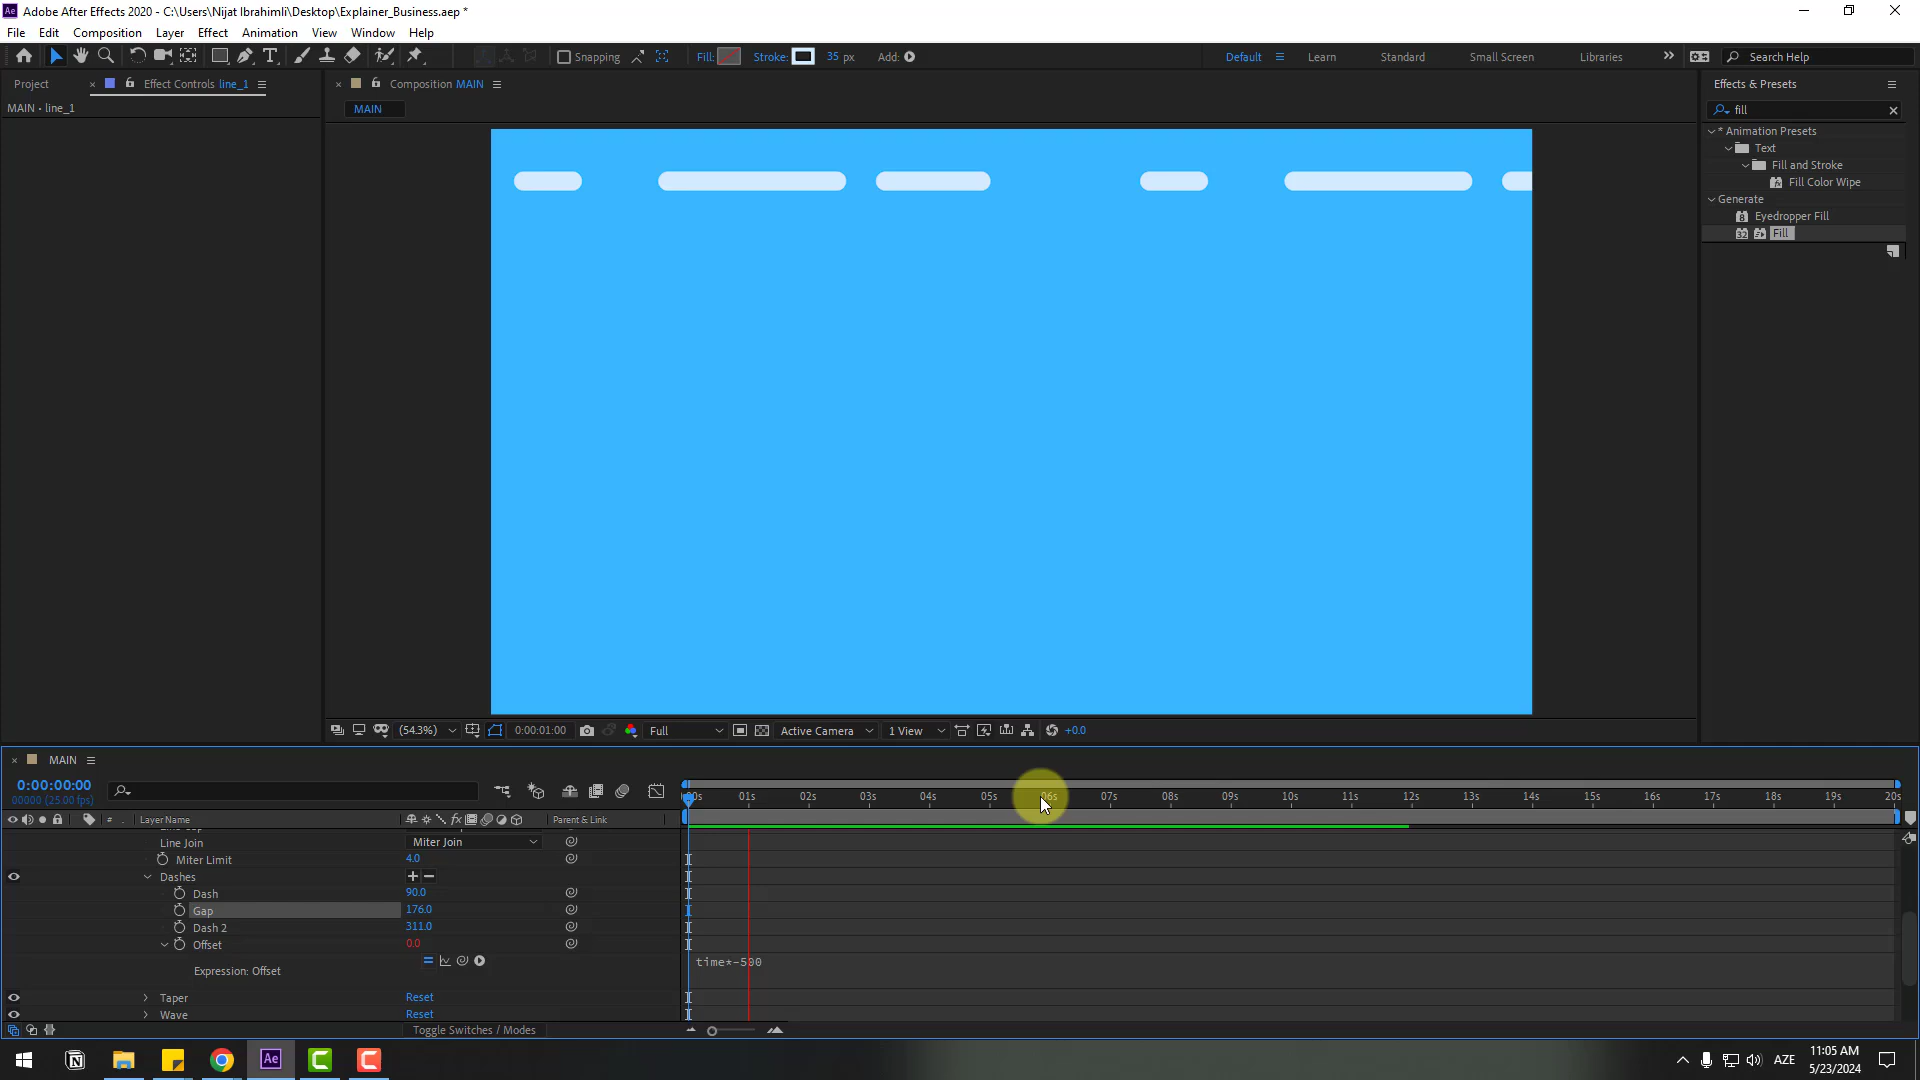 Adobe After Effects 2020 - C:\Users\Nijat Ibrahimli\Desktop\Explainer_Business.aep *
File Edit Composition Layer Effect Animation View Window Help
Snapping Fill: Stroke: 35 px Add: Default Learn Standard Small Screen Libraries Search Help
Project Effect Controls line_1 Composition MAIN Effects & Presets
MAIN • line_1 MAIN fill
* Animation Presets
Text
Fill and Stroke
Fill Color Wipe
Generate
Eyedropper Fill
Fill
(54.3%) 0:00:01:00 Full Active Camera 1 View +0.0
MAIN
0:00:00:00
00000 (25.00 fps)
00s 01s 02s 03s 04s 05s 06s 07s 08s 09s 10s 11s 12s 13s 14s 15s 16s 17s 18s 19s 20s
# Layer Name Parent & Link
Line Join Miter Join
Miter Limit 4.0
Dashes
Dash 90.0
Gap 176.0
Dash 2 311.0
Offset 0.0
Expression: Offset time*-500
Taper Reset
Wave Reset
Toggle Switches / Modes
AZE 11:05 AM
5/23/2024